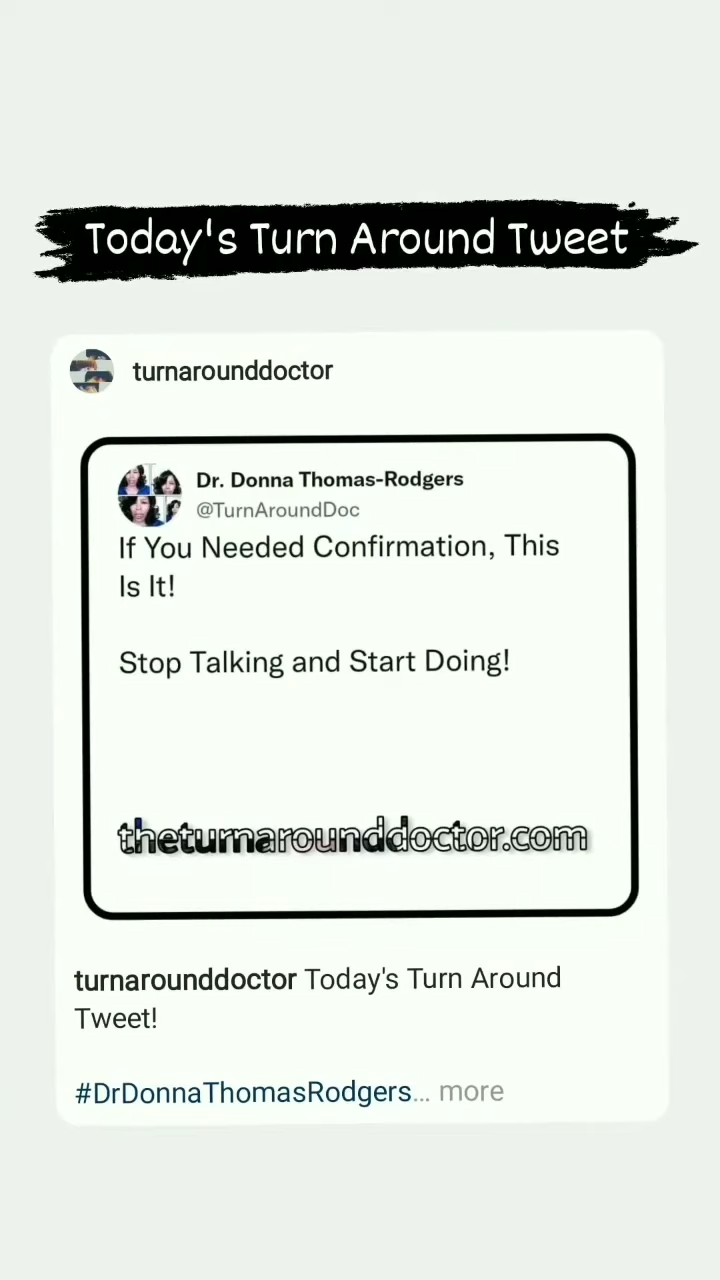 Today's Turn Around Tweet
turnarounddoctor
Dr. Donna Thomas-Rodgers
@TurnAroundDoc
If You Needed Confirmation, This
Is It!
Stop Talking and Start Doing!
theturnarounddoctor.com
turnarounddoctor Today's Turn Around
Tweet!
#DrDonnaThomasRodgers... more